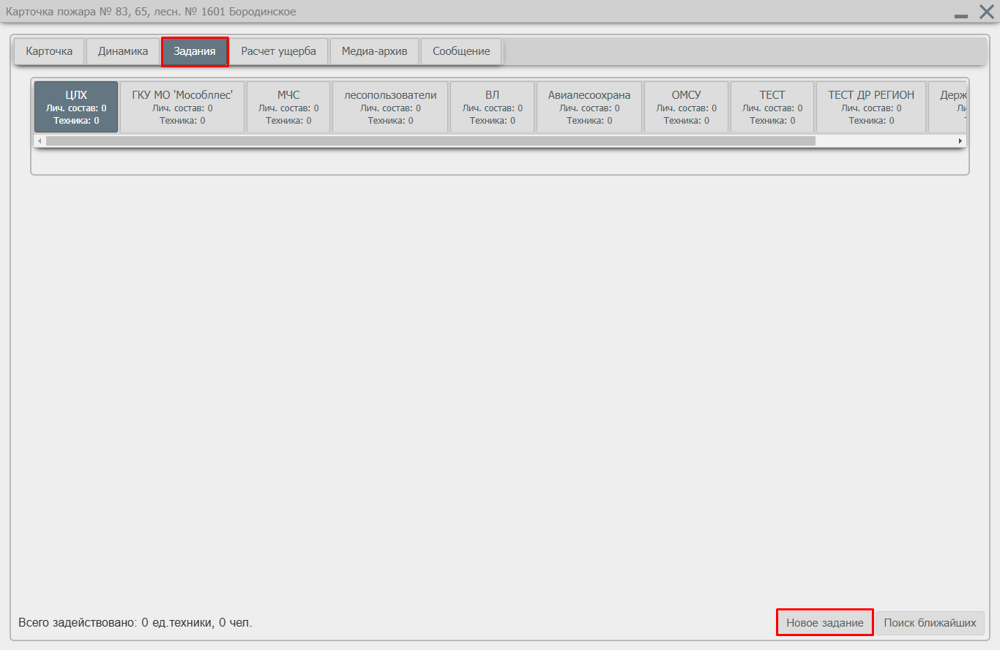 Карточка пожара № 83, 65, лесн. № 1601 Бородинское
Карточка Динамика Задания Расчет ущерба Медиа-архив Сообщение
ЦЛХ ГКУ МО 'Мособллес' МЧС лесопользователи ВЛ Авиалесоохрана ОМСУ ТЕСТ ТЕСТ ДР РЕГИОН Держ
Лич. состав: 0 Лич. состав: 0 Лич. состав: 0 Лич. состав: 0 Лич. состав: 0 Лич. состав: 0 Лич. состав: 0 Лич. состав: 0 Лич. состав: 0
Техника: 0 Техника: 0 Техника: 0 Техника: 0 Техника: 0 Техника: 0 Техника: 0 Техника: 0 Техника: 0
Всего задействовано: 0 ед.техники, 0 чел. Новое задание Поиск ближайших